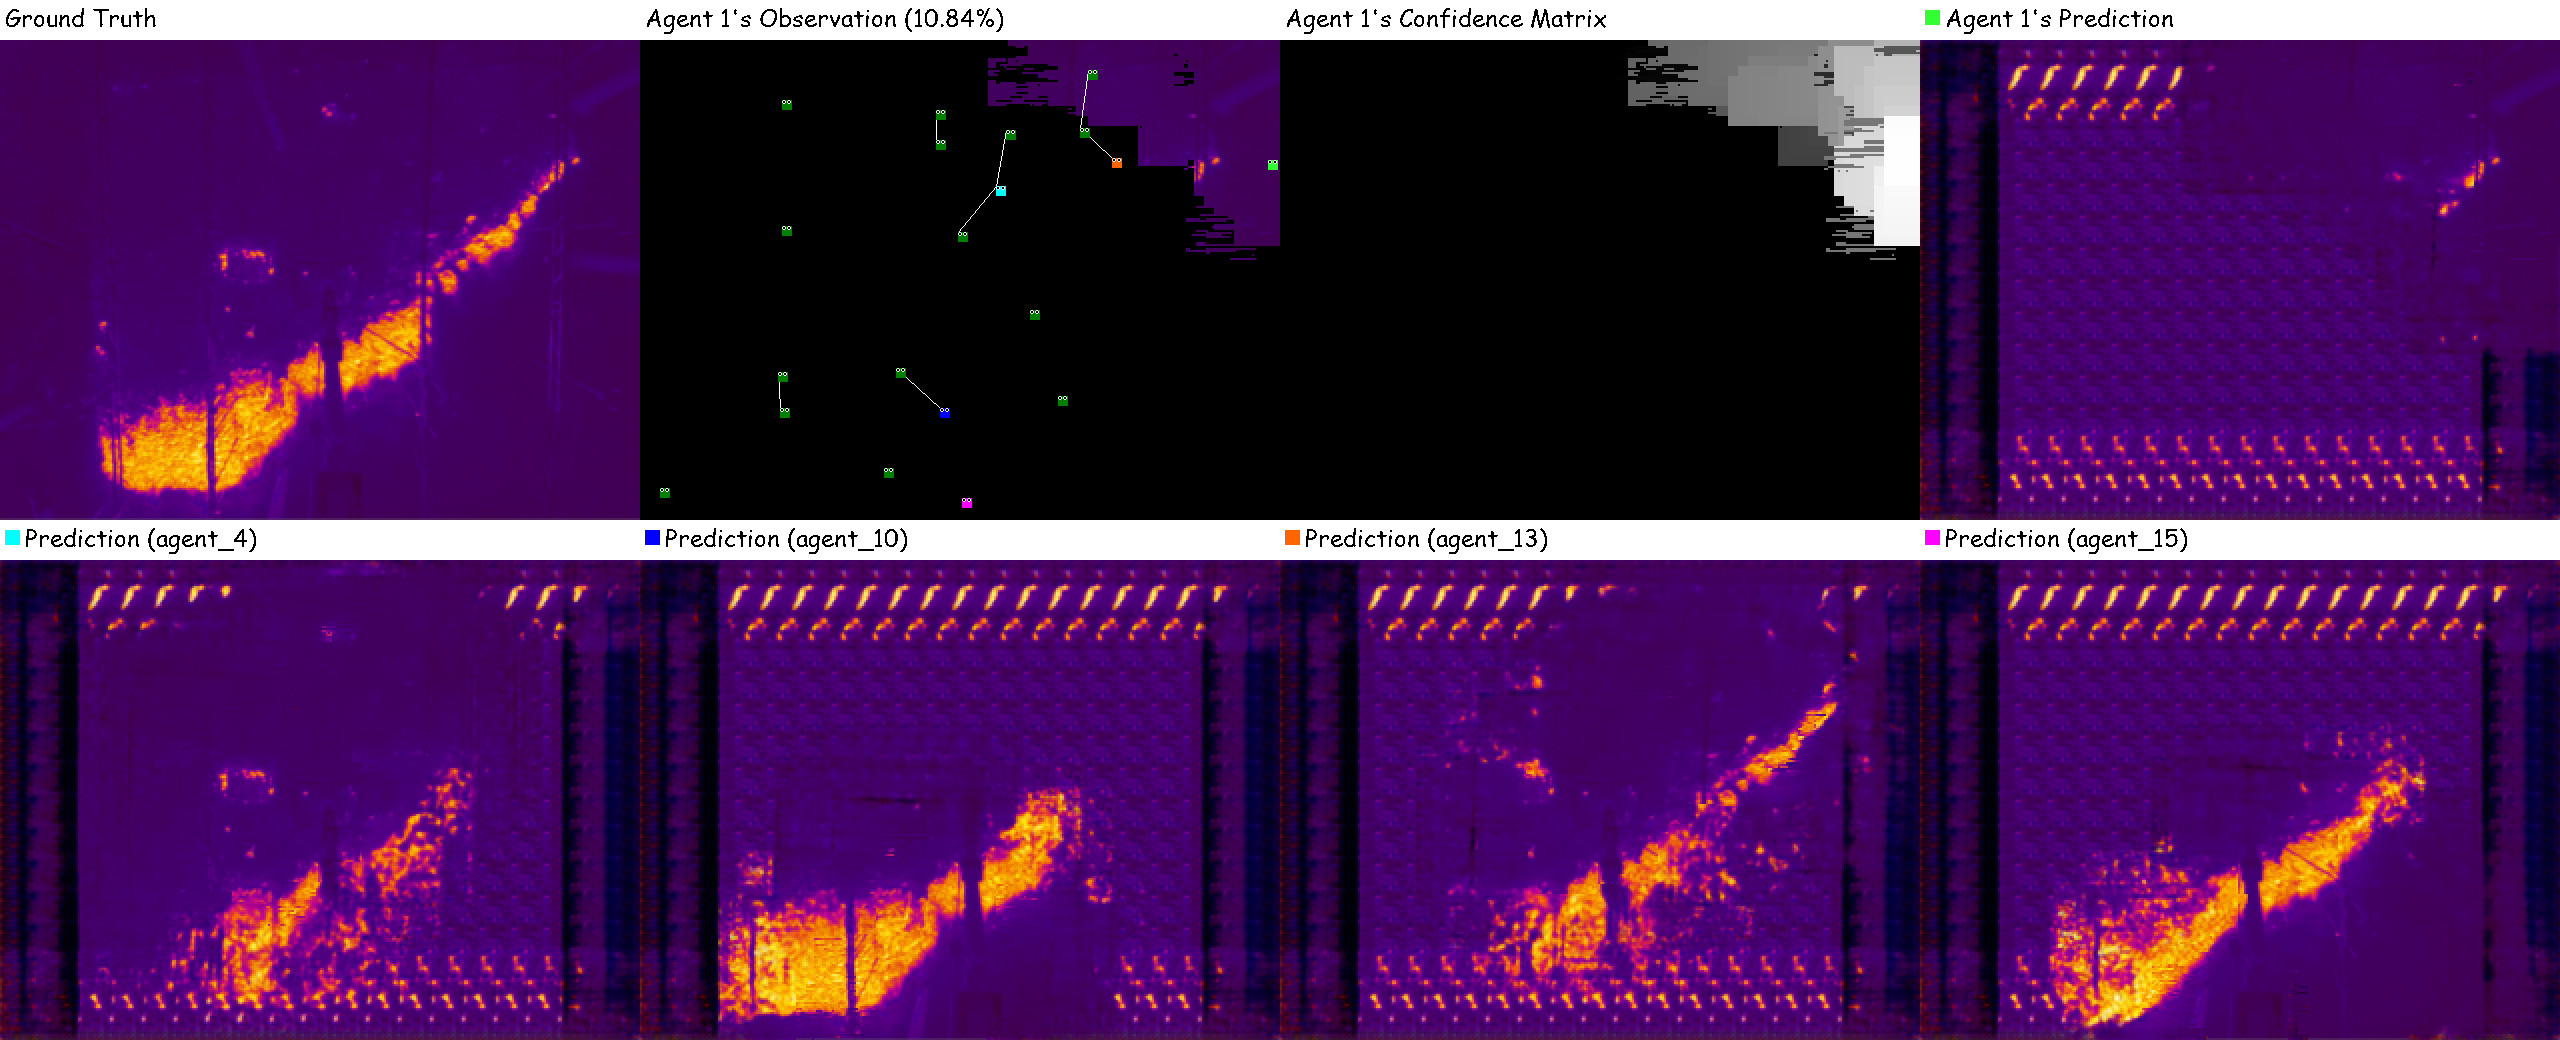 Ground Truth
Agent 1's Observation (10.84%)
Agent 1's Confidence Matrix
Agent 1's Prediction
Prediction (agent_4)
Prediction (agent_10)
Prediction (agent_13)
Prediction (agent_15)